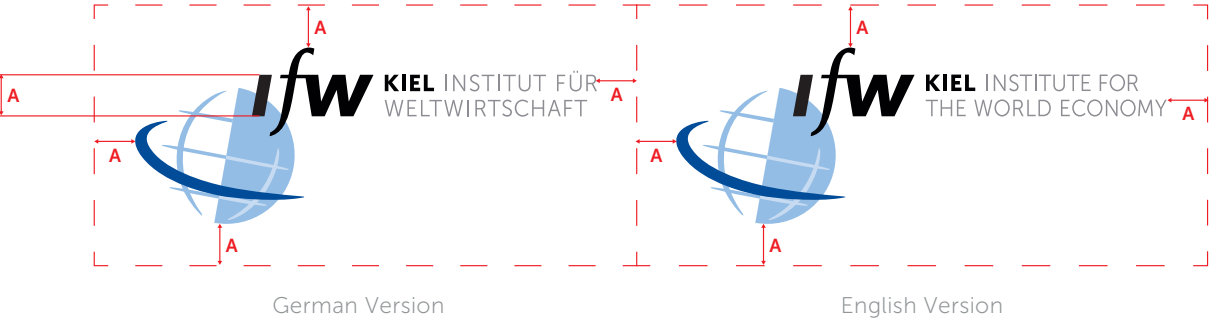 A
A
ifw
KIEL INSTITUT FÜR
WELTWIRTSCHAFT
A
A
A
German Version
A
ifw
KIEL INSTITUTE FOR
THE WORLD ECONOMY
A
A
A
English Version